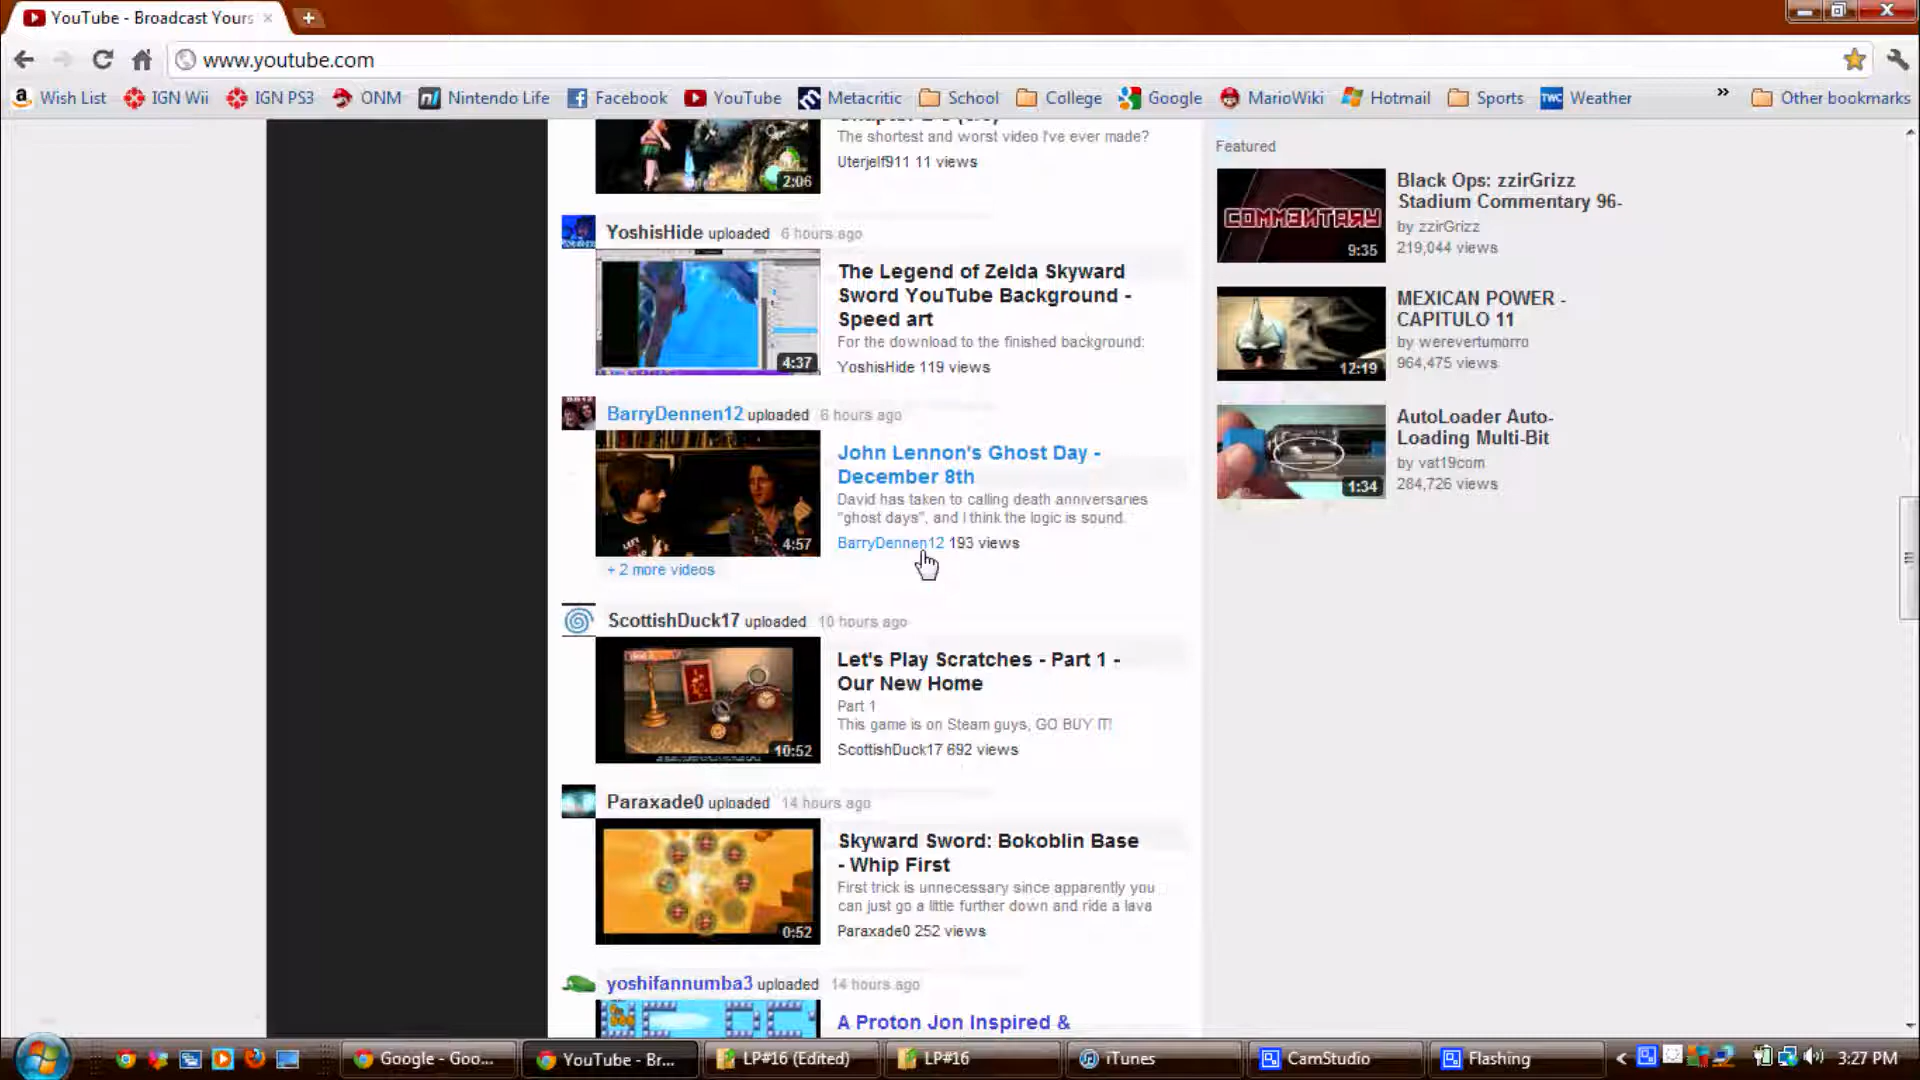 YouTube - Broadcast Yours
www.youtube.com
Wish List IGN Wii IGN PS3 ONM Nintendo Life Facebook YouTube Metacritic School College Google MarioWiki Hotmail Sports TWC Weather » Other bookmarks
The shortest and worst video I've ever made?
Uterjelf911 11 views
2:06
YoshisHide uploaded 6 hours ago
The Legend of Zelda Skyward
Sword YouTube Background -
Speed art
For the download to the finished background:
YoshisHide 119 views
4:37
BarryDennen12 uploaded 6 hours ago
John Lennon's Ghost Day -
December 8th
David has taken to calling death anniversaries
"ghost days", and I think the logic is sound.
BarryDennen12 193 views
4:57
+ 2 more videos
ScottishDuck17 uploaded 10 hours ago
Let's Play Scratches - Part 1 -
Our New Home
Part 1
This game is on Steam guys, GO BUY IT!
ScottishDuck17 692 views
10:52
Paraxade0 uploaded 14 hours ago
Skyward Sword: Bokoblin Base
- Whip First
First trick is unnecessary since apparently you
can just go a little further down and ride a lava
Paraxade0 252 views
0:52
yoshifannumba3 uploaded 14 hours ago
A Proton Jon Inspired &
Featured
COMMENTARY
9:35
Black Ops: zzirGrizz
Stadium Commentary 96-
by zzirGrizz
219,044 views
12:19
MEXICAN POWER -
CAPITULO 11
by werevertumorro
964,475 views
1:34
AutoLoader Auto-
Loading Multi-Bit
by vat19com
284,726 views
Google - Goo... YouTube - Br... LP#16 (Edited) LP#16 iTunes CamStudio Flashing 3:27 PM